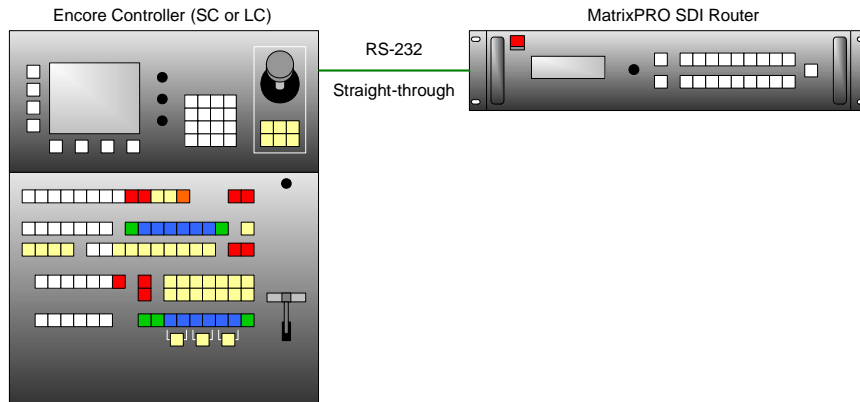 Encore Controller (SC or LC)
MatrixPRO SDI Router
RS-232
Straight-through